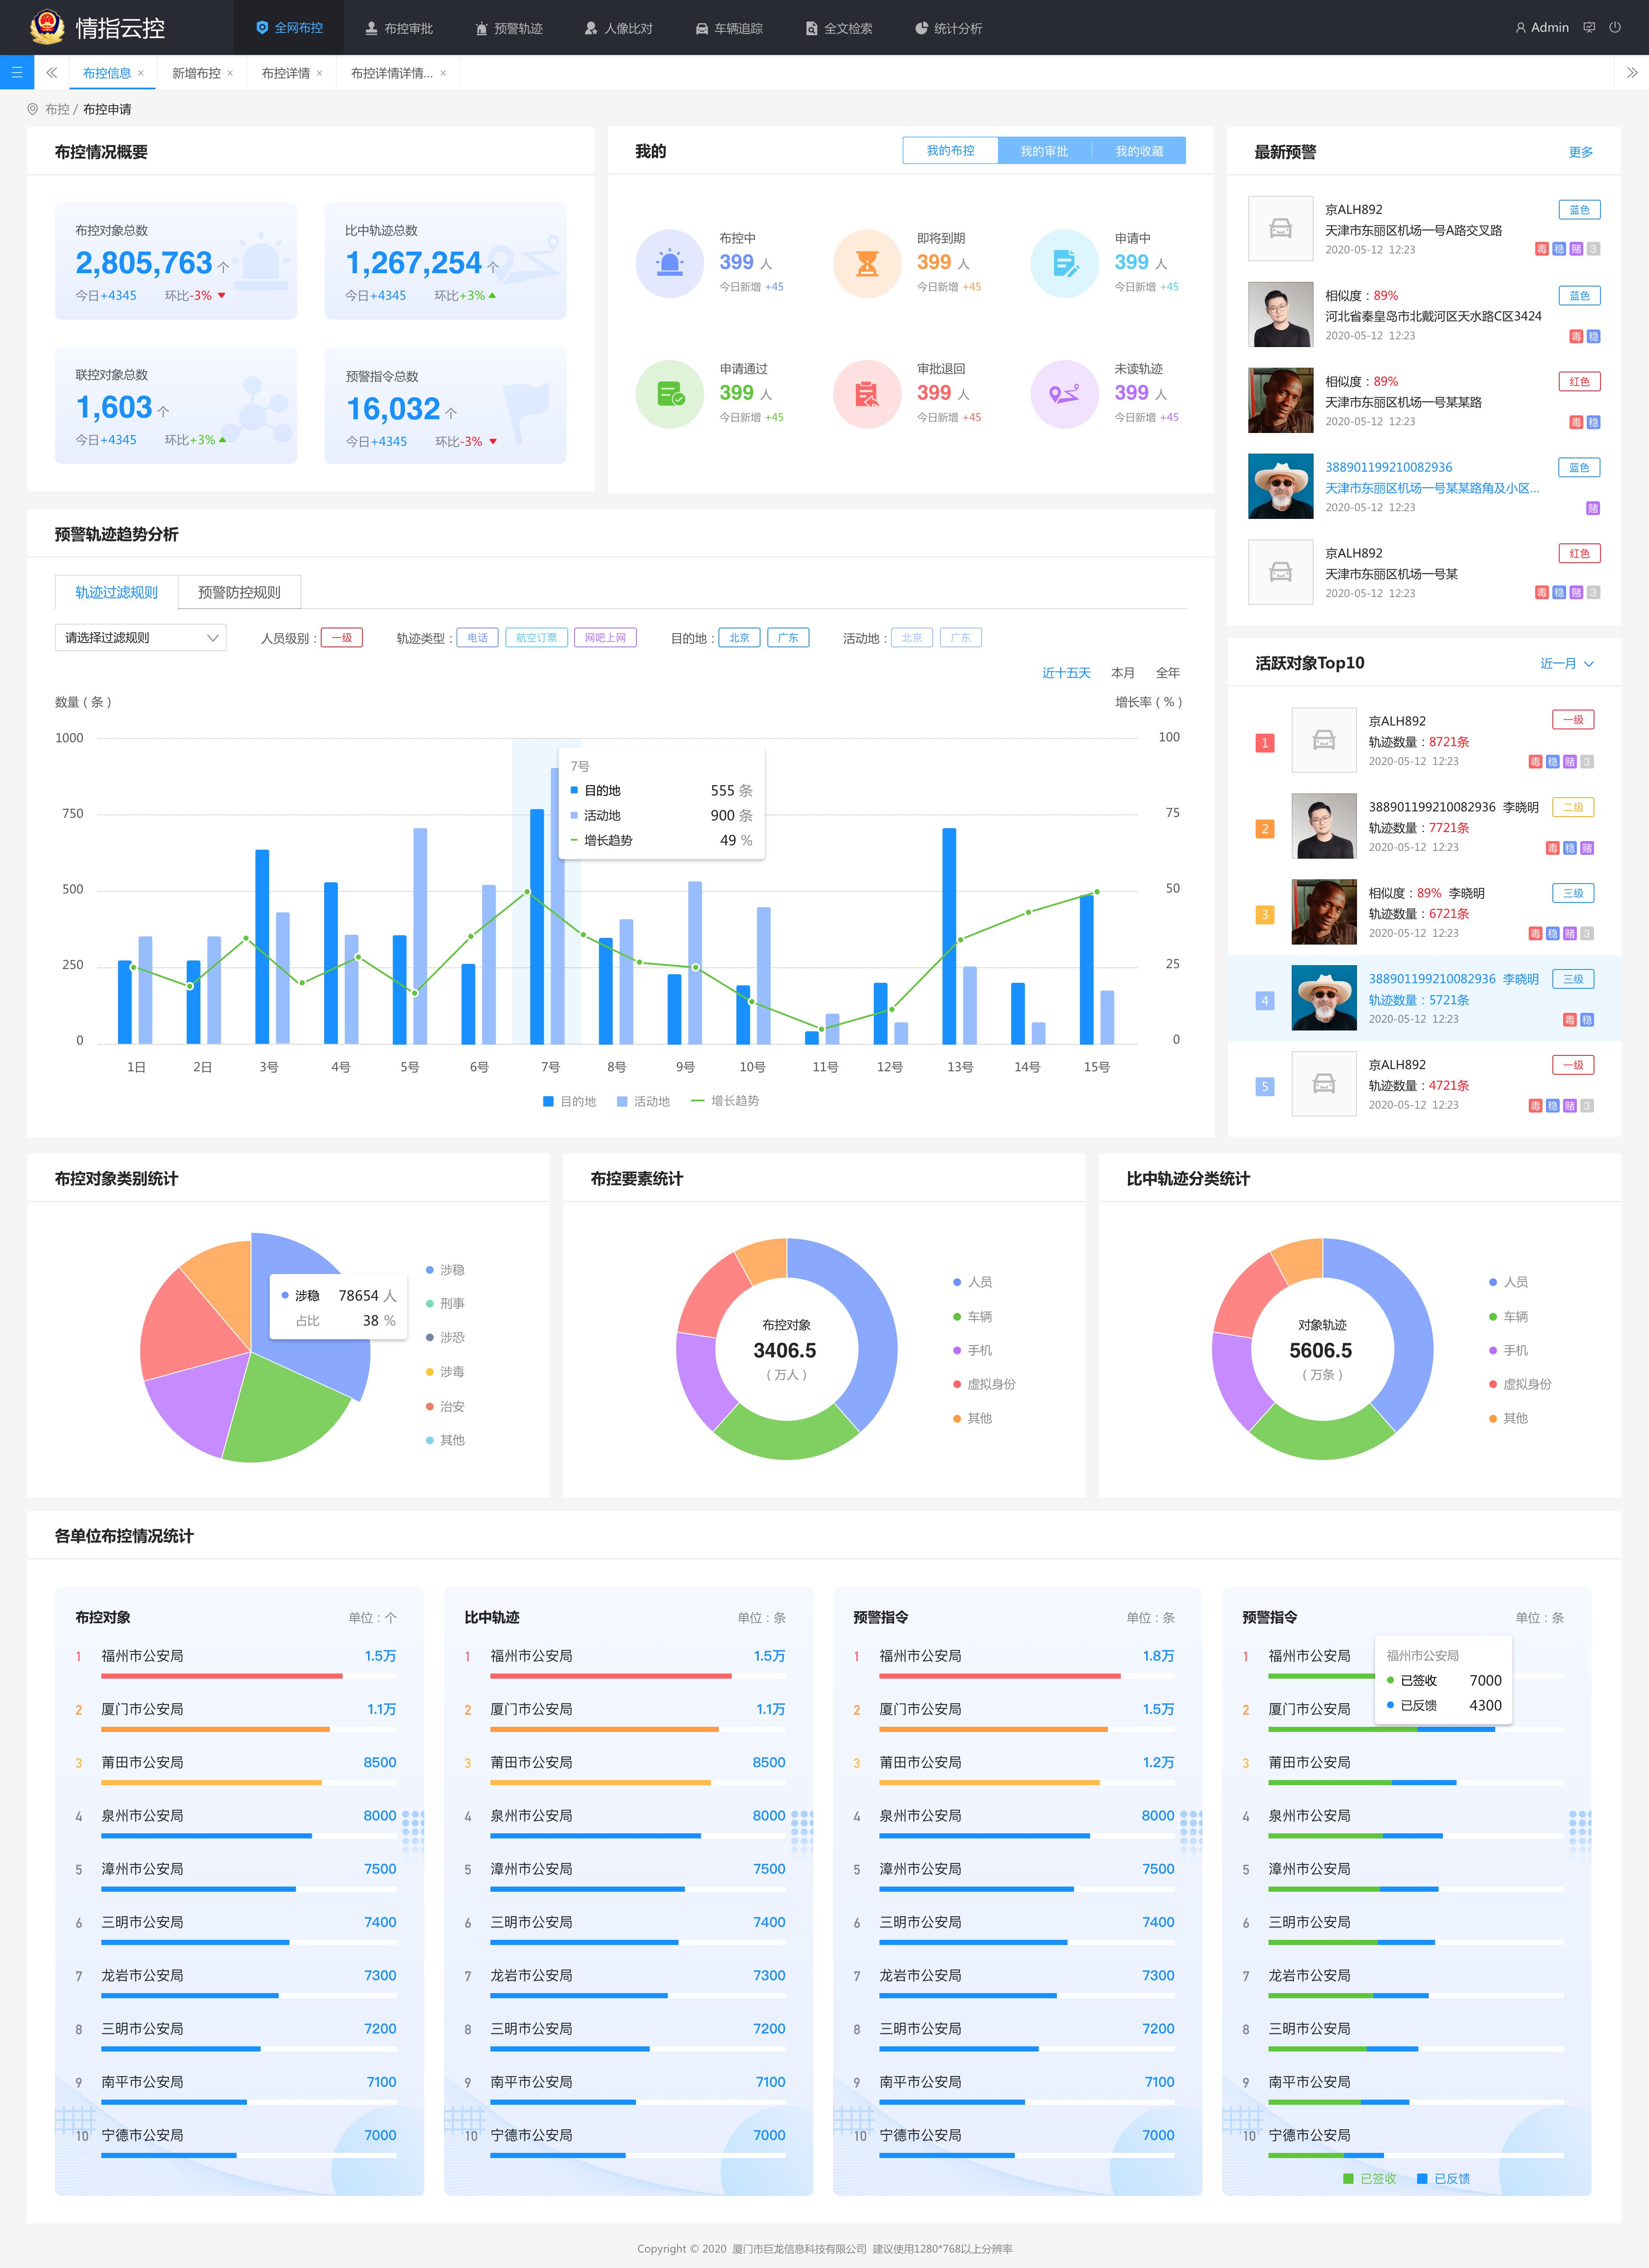 情指云控
全网布控
布控审批
预警轨迹
人像比对
车辆追踪
全文检索
统计分析
Admin
布控信息 ×
新增布控 ×
布控详情 ×
布控详情详情... ×
布控 / 布控申请
布控情况概要
布控对象总数
2,805,763 个
今日+4345 环比-3%
比中轨迹总数
1,267,254 个
今日+4345 环比+3%
联控对象总数
1,603 个
今日+4345 环比+3%
预警指令总数
16,032 个
今日+4345 环比-3%
我的
我的布控 我的审批 我的收藏
布控中
399 人
今日新增 +45
即将到期
399 人
今日新增 +45
申请中
399 人
今日新增 +45
申请通过
399 人
今日新增 +45
审批退回
399 人
今日新增 +45
未读轨迹
399 人
今日新增 +45
最新预警 更多
京ALH892 蓝色
天津市东丽区机场一号A路交叉路
2020-05-12 12:23 毒 稳 赌 3
相似度：89% 蓝色
河北省秦皇岛市北戴河区天水路C区3424
2020-05-12 12:23 毒 稳
相似度：89% 红色
天津市东丽区机场一号某某路
2020-05-12 12:23 毒 稳
388901199210082936 蓝色
天津市东丽区机场一号某某路角及小区...
2020-05-12 12:23 赌
京ALH892 红色
天津市东丽区机场一号某
2020-05-12 12:23 毒 稳 赌 3
预警轨迹趋势分析
轨迹过滤规则 预警防控规则
请选择过滤规则 人员级别：一级 轨迹类型：电话 航空订票 网吧上网 目的地：北京 广东 活动地：北京 广东
近十五天 本月 全年
数量（条） 增长率（%）
1000 100
750 75
500 50
250 25
0 0
7号
目的地 555 条
活动地 900 条
增长趋势 49 %
1日 2日 3号 4号 5号 6号 7号 8号 9号 10号 11号 12号 13号 14号 15号
目的地 活动地 增长趋势
活跃对象Top10 近一月
1 京ALH892 一级
轨迹数量：8721条
2020-05-12 12:23 毒 稳 赌 3
2 388901199210082936 李晓明 二级
轨迹数量：7721条
2020-05-12 12:23 毒 稳 赌
3 相似度：89% 李晓明 三级
轨迹数量：6721条
2020-05-12 12:23 毒 稳 赌 3
4 388901199210082936 李晓明 三级
轨迹数量：5721条
2020-05-12 12:23 毒 稳
5 京ALH892 一级
轨迹数量：4721条
2020-05-12 12:23 毒 稳 赌 3
布控对象类别统计
涉稳 78654 人
占比 38 %
涉稳
刑事
涉恐
涉毒
治安
其他
布控要素统计
布控对象
3406.5
（万人）
人员
车辆
手机
虚拟身份
其他
比中轨迹分类统计
对象轨迹
5606.5
（万条）
人员
车辆
手机
虚拟身份
其他
各单位布控情况统计
布控对象 单位：个
1 福州市公安局 1.5万
2 厦门市公安局 1.1万
3 莆田市公安局 8500
4 泉州市公安局 8000
5 漳州市公安局 7500
6 三明市公安局 7400
7 龙岩市公安局 7300
8 三明市公安局 7200
9 南平市公安局 7100
10 宁德市公安局 7000
比中轨迹 单位：条
1 福州市公安局 1.5万
2 厦门市公安局 1.1万
3 莆田市公安局 8500
4 泉州市公安局 8000
5 漳州市公安局 7500
6 三明市公安局 7400
7 龙岩市公安局 7300
8 三明市公安局 7200
9 南平市公安局 7100
10 宁德市公安局 7000
预警指令 单位：条
1 福州市公安局 1.8万
2 厦门市公安局 1.5万
3 莆田市公安局 1.2万
4 泉州市公安局 8000
5 漳州市公安局 7500
6 三明市公安局 7400
7 龙岩市公安局 7300
8 三明市公安局 7200
9 南平市公安局 7100
10 宁德市公安局 7000
预警指令 单位：条
1 福州市公安局
福州市公安局
已签收 7000
已反馈 4300
2 厦门市公安局
3 莆田市公安局
4 泉州市公安局
5 漳州市公安局
6 三明市公安局
7 龙岩市公安局
8 三明市公安局
9 南平市公安局
10 宁德市公安局
已签收 已反馈
Copyright © 2020 厦门市巨龙信息科技有限公司 建议使用1280*768以上分辨率